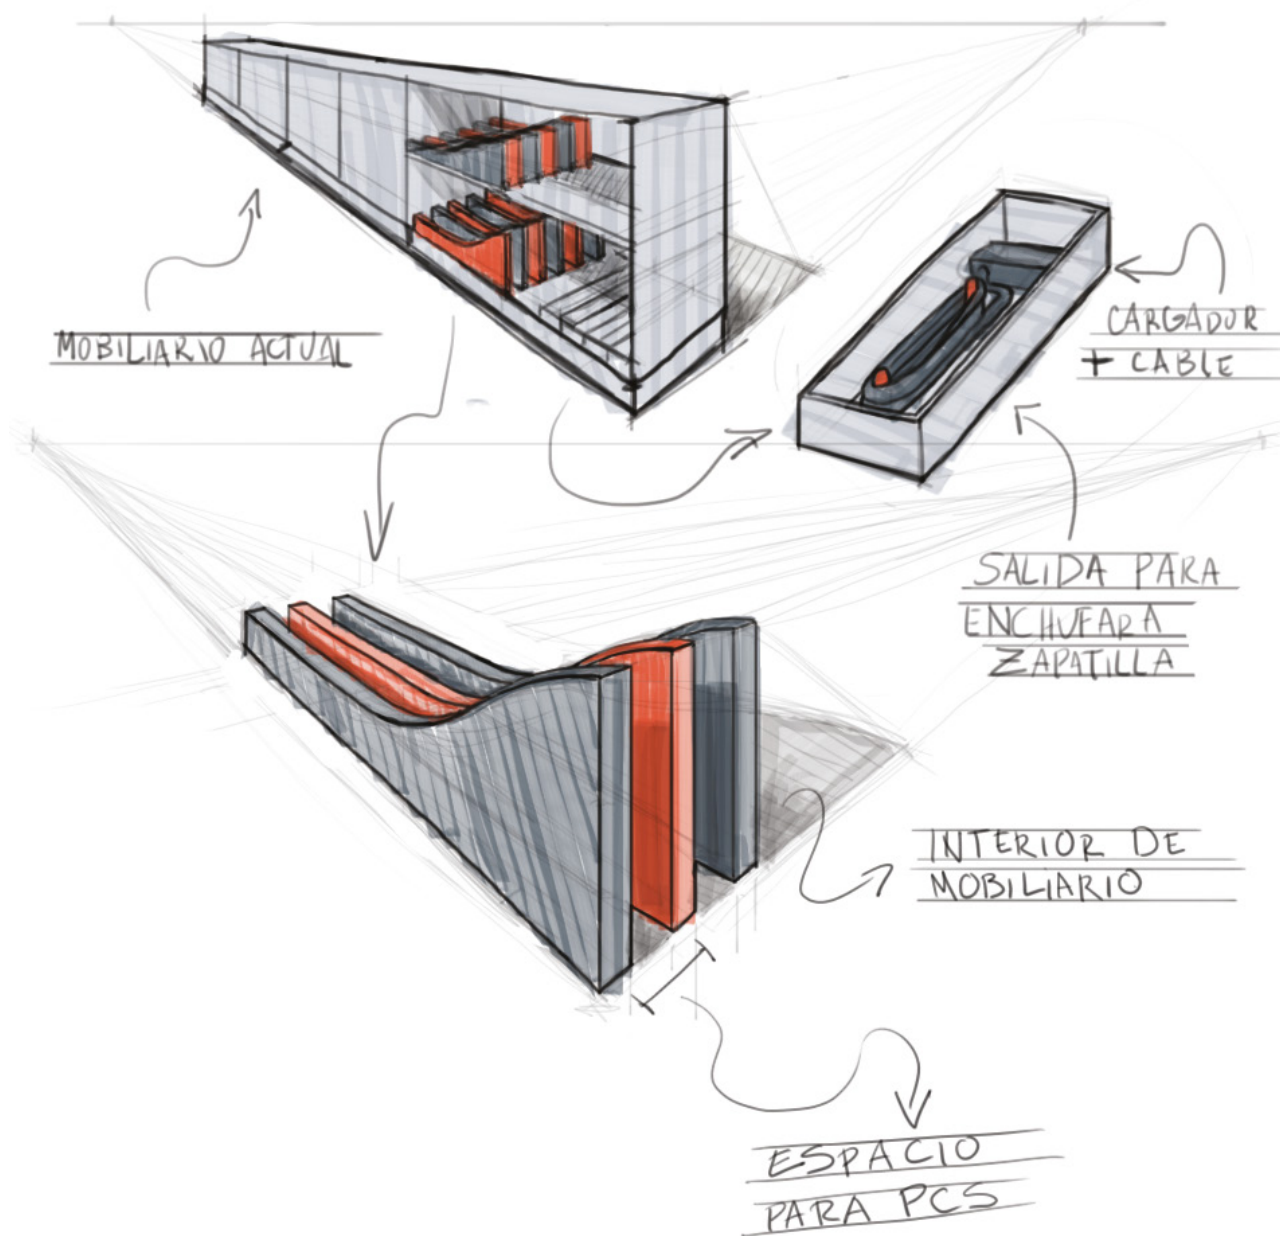 MOBILIARIO ACTUAL
CARGADOR
+ CABLE
SALIDA PARA
ENCHUFAR A
ZAPATILLA
INTERIOR DE
MOBILIARIO
ESPACIO
PARA PCS